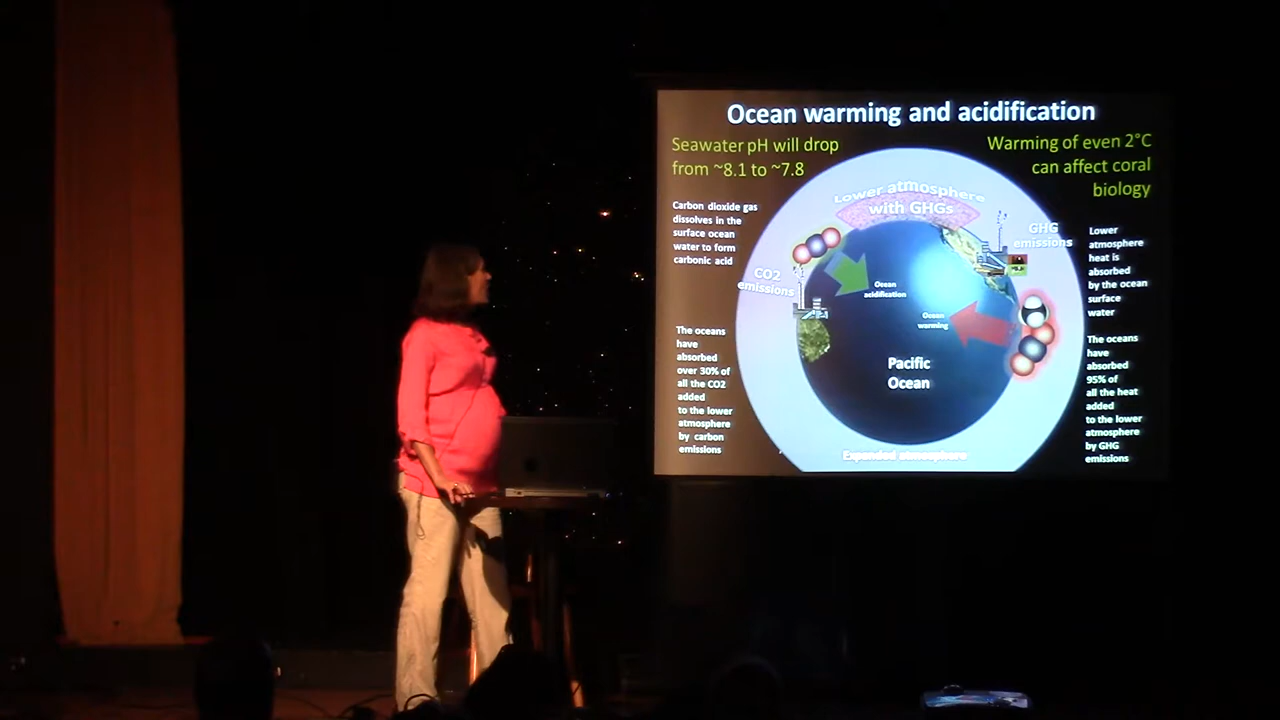 Ocean warming and acidification
Seawater pH will drop
from ~8.1 to ~7.8
Warming of even 2°C
can affect coral
biology
Carbon dioxide gas
dissolves in the
surface ocean
water to form
carbonic acid
The oceans
have
absorbed
over 30% of
all the CO2
added
to the lower
atmosphere
by carbon
emissions
Lower atmosphere
with GHGs
CO2
emissions
GHG
emissions
Ocean
acidification
Ocean
warming
Pacific
Ocean
Expanded atmosphere
Lower
atmosphere
heat is
absorbed
by the ocean
surface
water
The oceans
have
absorbed
95% of
all the heat
added
to the lower
atmosphere
by GHG
emissions